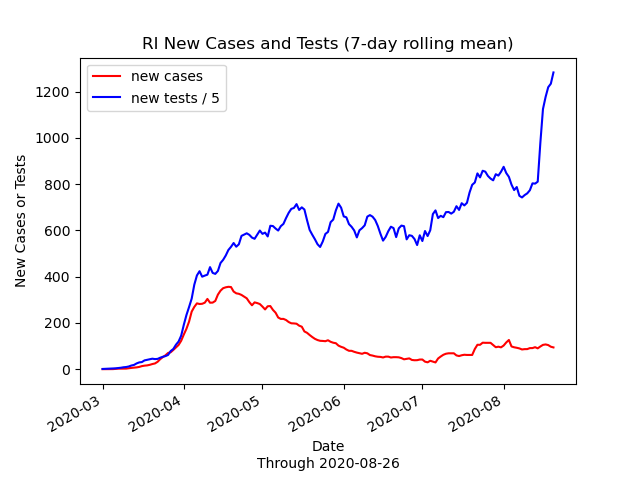 RI New Cases and Tests (7-day rolling mean)
new cases
new tests / 5
New Cases or Tests
1200
1000
800
600
400
200
0
2020-03
2020-04
2020-05
2020-06
2020-07
2020-08
Date
Through 2020-08-26